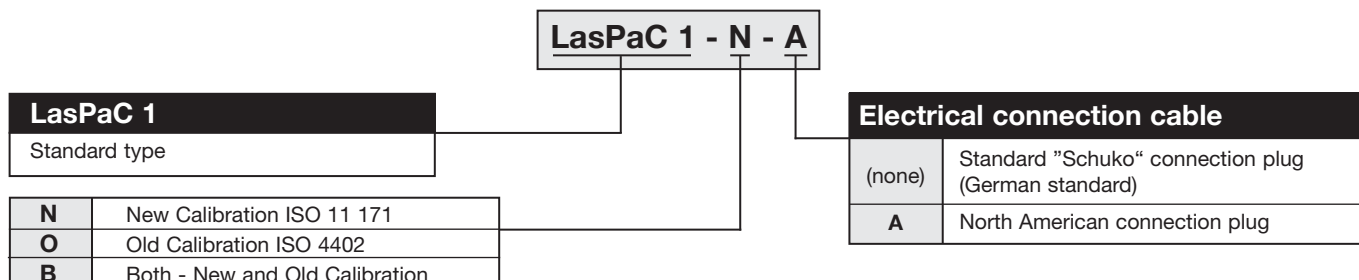 LasPaC 1 - N - A
LasPaC 1
Standard type
N New Calibration ISO 11 171
O Old Calibration ISO 4402
B Both - New and Old Calibration
Electrical connection cable
(none) Standard ”Schuko“ connection plug
(German standard)
A North American connection plug